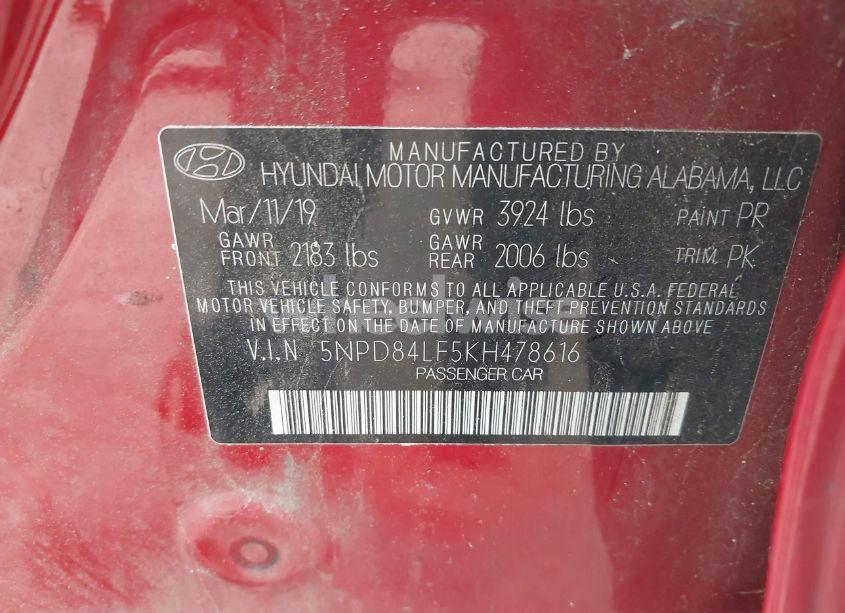 MANUFACTURED BY
HYUNDAI MOTOR MANUFACTURING ALABAMA, LLC
Mar/11/19 GVWR 3924 lbs PAINT PR
GAWR FRONT 2183 lbs GAWR REAR 2006 lbs TRIM PK
THIS VEHICLE CONFORMS TO ALL APPLICABLE U.S.A. FEDERAL
MOTOR VEHICLE SAFETY, BUMPER, AND THEFT PREVENTION STANDARDS
IN EFFECT ON THE DATE OF MANUFACTURE SHOWN ABOVE
V.I.N 5NPD84LF5KH478616
PASSENGER CAR